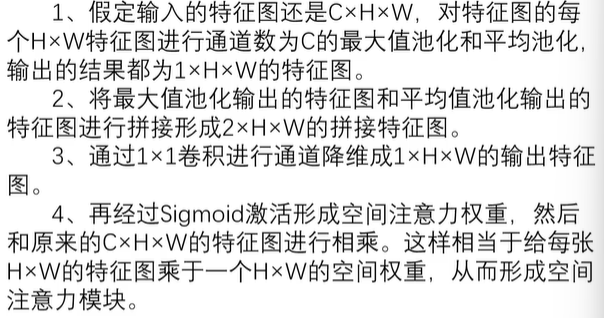 1、假定输入的特征图还是C×H×W，对特征图的每
个H×W特征图进行通道数为C的最大值池化和平均池化，
输出的结果都为1×H×W的特征图。
2、将最大值池化输出的特征图和平均值池化输出的
特征图进行拼接形成2×H×W的拼接特征图。
3、通过1×1卷积进行通道降维成1×H×W的输出特征
图。
4、再经过Sigmoid激活形成空间注意力权重，然后
和原来的C×H×W的特征图进行相乘。这样相当于给每张
H×W的特征图乘于一个H×W的空间权重，从而形成空间
注意力模块。